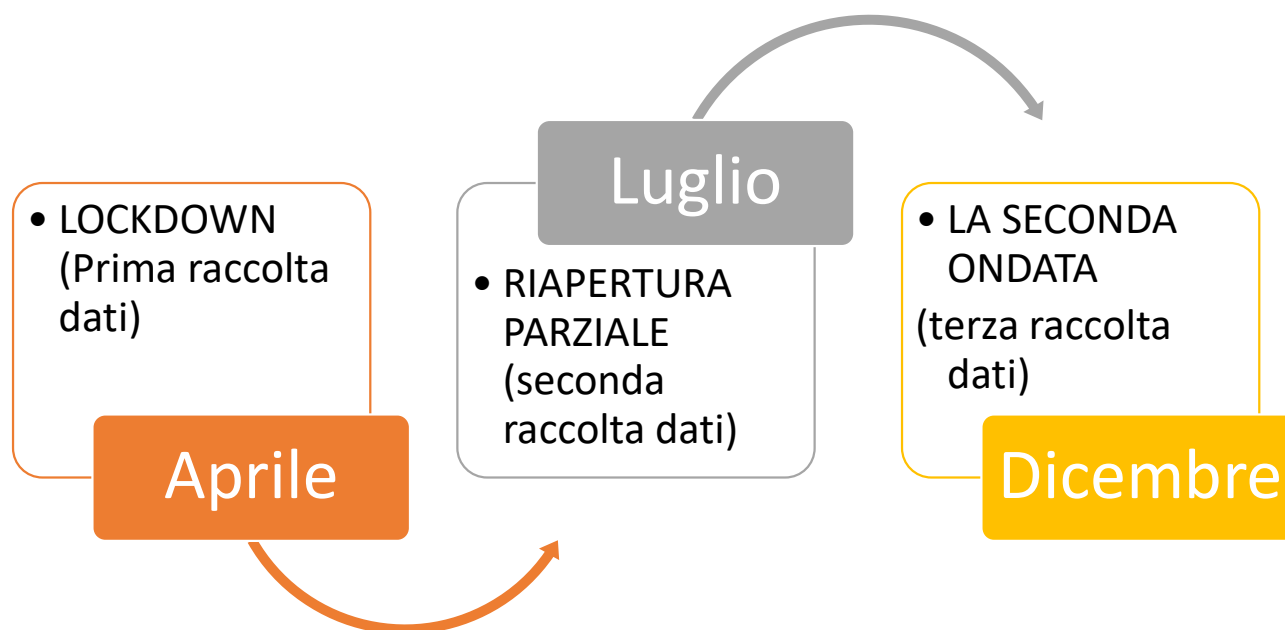 • LOCKDOWN
(Prima raccolta
dati)
Aprile
Luglio
• RIAPERTURA
PARZIALE
(seconda
raccolta dati)
• LA SECONDA
ONDATA
(terza raccolta
dati)
Dicembre